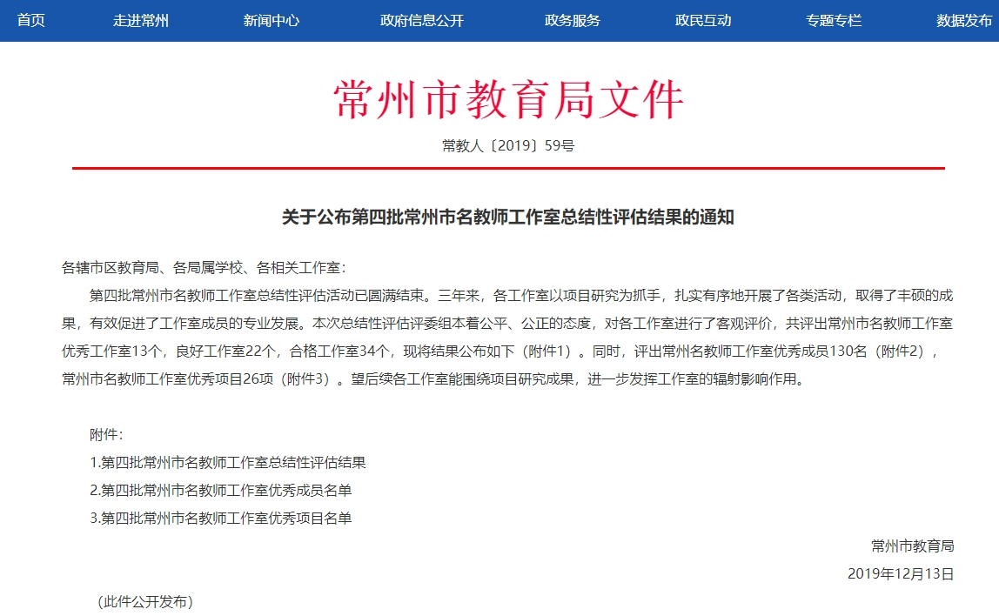 首页 走进常州 新闻中心 政府信息公开 政务服务 政民互动 专题专栏 数据发布
常州市教育局文件
常教人〔2019〕59号
关于公布第四批常州市名教师工作室总结性评估结果的通知
各辖市区教育局、各局属学校、各相关工作室：
第四批常州市名教师工作室总结性评估活动已圆满结束。三年来，各工作室以项目研究为抓手，扎实有序地开展了各类活动，取得了丰硕的成
果，有效促进了工作室成员的专业发展。本次总结性评估评委组本着公平、公正的态度，对各工作室进行了客观评价，共评出常州市名教师工作室
优秀工作室13个，良好工作室22个，合格工作室34个，现将结果公布如下（附件1）。同时，评出常州名教师工作室优秀成员130名（附件2），
常州市名教师工作室优秀项目26项（附件3）。望后续各工作室能围绕项目研究成果，进一步发挥工作室的辐射影响作用。
附件：
1.第四批常州市名教师工作室总结性评估结果
2.第四批常州市名教师工作室优秀成员名单
3.第四批常州市名教师工作室优秀项目名单
常州市教育局
2019年12月13日
（此件公开发布）